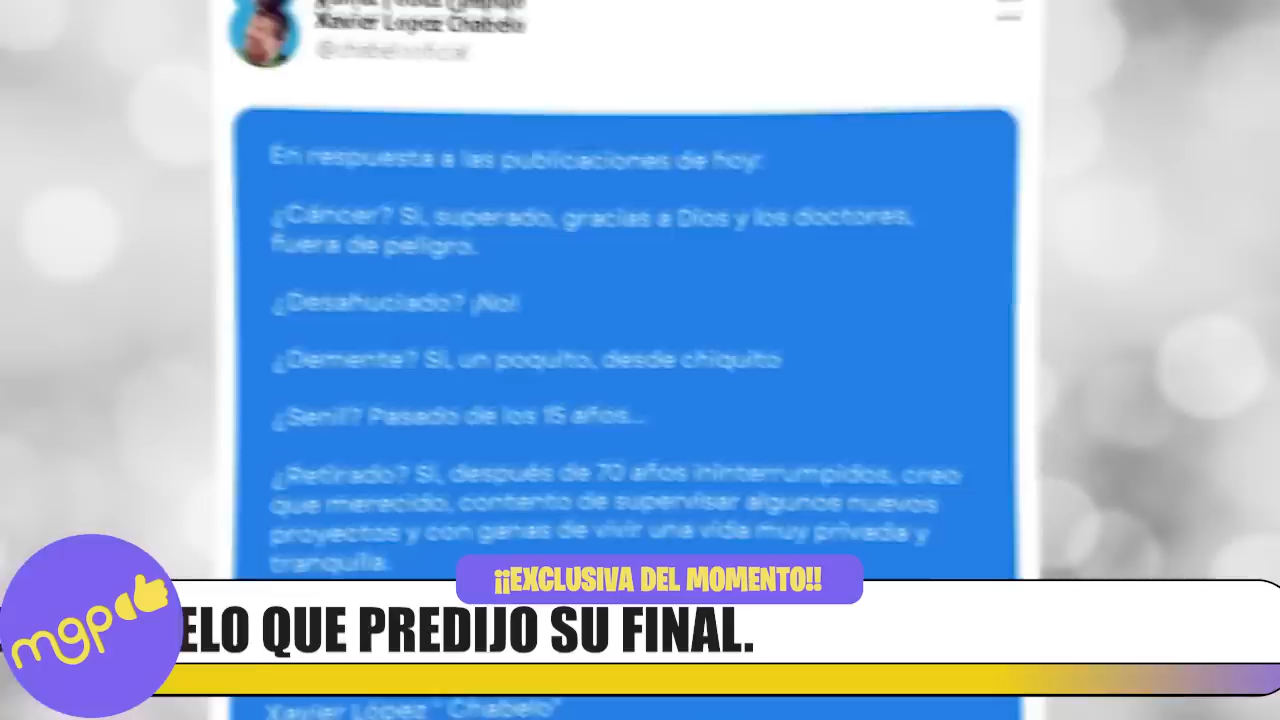 Xavier López Chabelo
En respuesta a las publicaciones de hoy:
¿Cáncer? Sí, superado, gracias a Dios y los doctores,
fuera de peligro.
¿Desahuciado? ¡No!
¿Demente? Sí, un poquito, desde chiquito
¿Senil? Pasado de los 15 años...
¿Retirado? Sí, después de 70 años ininterrumpidos, creo
que merecido, contento de supervisar algunos nuevos
proyectos y con ganas de vivir una vida muy privada y
tranquila.
¡¡EXCLUSIVA DEL MOMENTO!!
ELO QUE PREDIJO SU FINAL.
mgp
Xavier López "Chabelo"